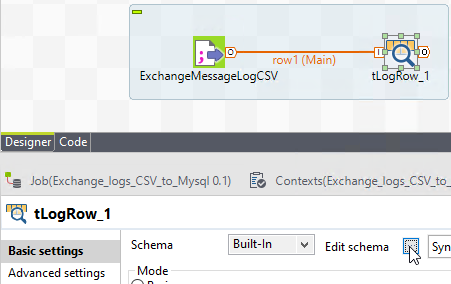 row1 (Main)
ExchangeMessageLogCSV
tLogRow_1
Designer
Code
Job(Exchange_logs_CSV_to_Mysql 0.1)
Contexts(Exchange_logs_CSV_to_
tLogRow_1
Basic settings
Advanced settings
Schema
Built-In
Edit schema
Syn
Mode